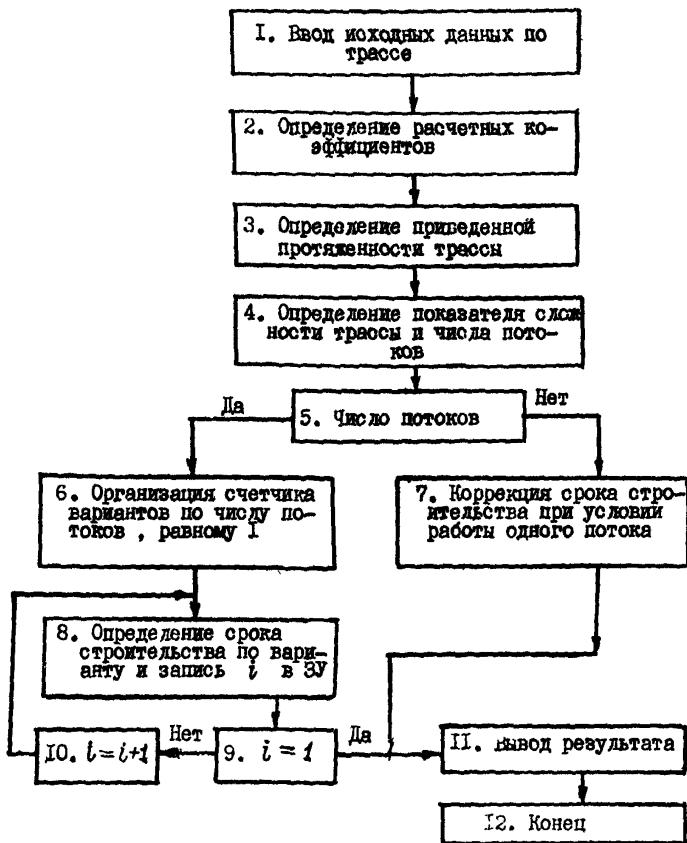 I. Ввод исходных данных по
трассе
2. Определение расчетных ко-
эффициентов
3. Определение приведенной
протяженности трассы
4. Определение показателя слож
ности трассы и числа пото-
ков
Да
5. Число потоков
Нет
6. Организация счетчика
вариантов по числу по-
токов , равному I
7. Коррекция срока стро-
ительства при условии
работы одного потока
8. Определение срока
строительства по вари-
анту и запись i в ЗУ
10. i=i+1
Нет
9. i = 1
Да
II. Вывод результата
I2. Конец